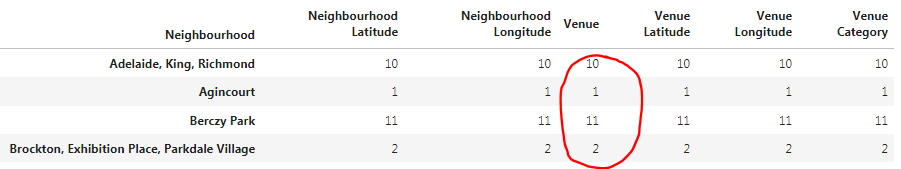 Neighbourhood Neighbourhood Latitude Neighbourhood Longitude Venue Venue Latitude Venue Longitude Venue Category
Adelaide, King, Richmond 10 10 10 10 10 10
Agincourt 1 1 1 1 1 1
Berczy Park 11 11 11 11 11 11
Brockton, Exhibition Place, Parkdale Village 2 2 2 2 2 2